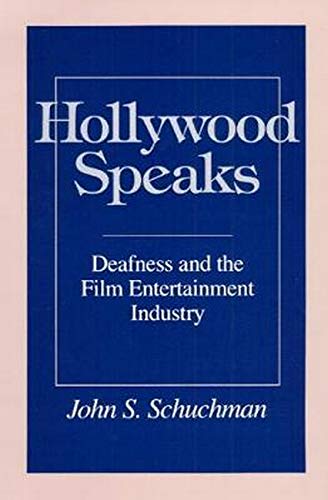 Hollywood
Speaks
Deafness and the
Film Entertainment
Industry
John S. Schuchman